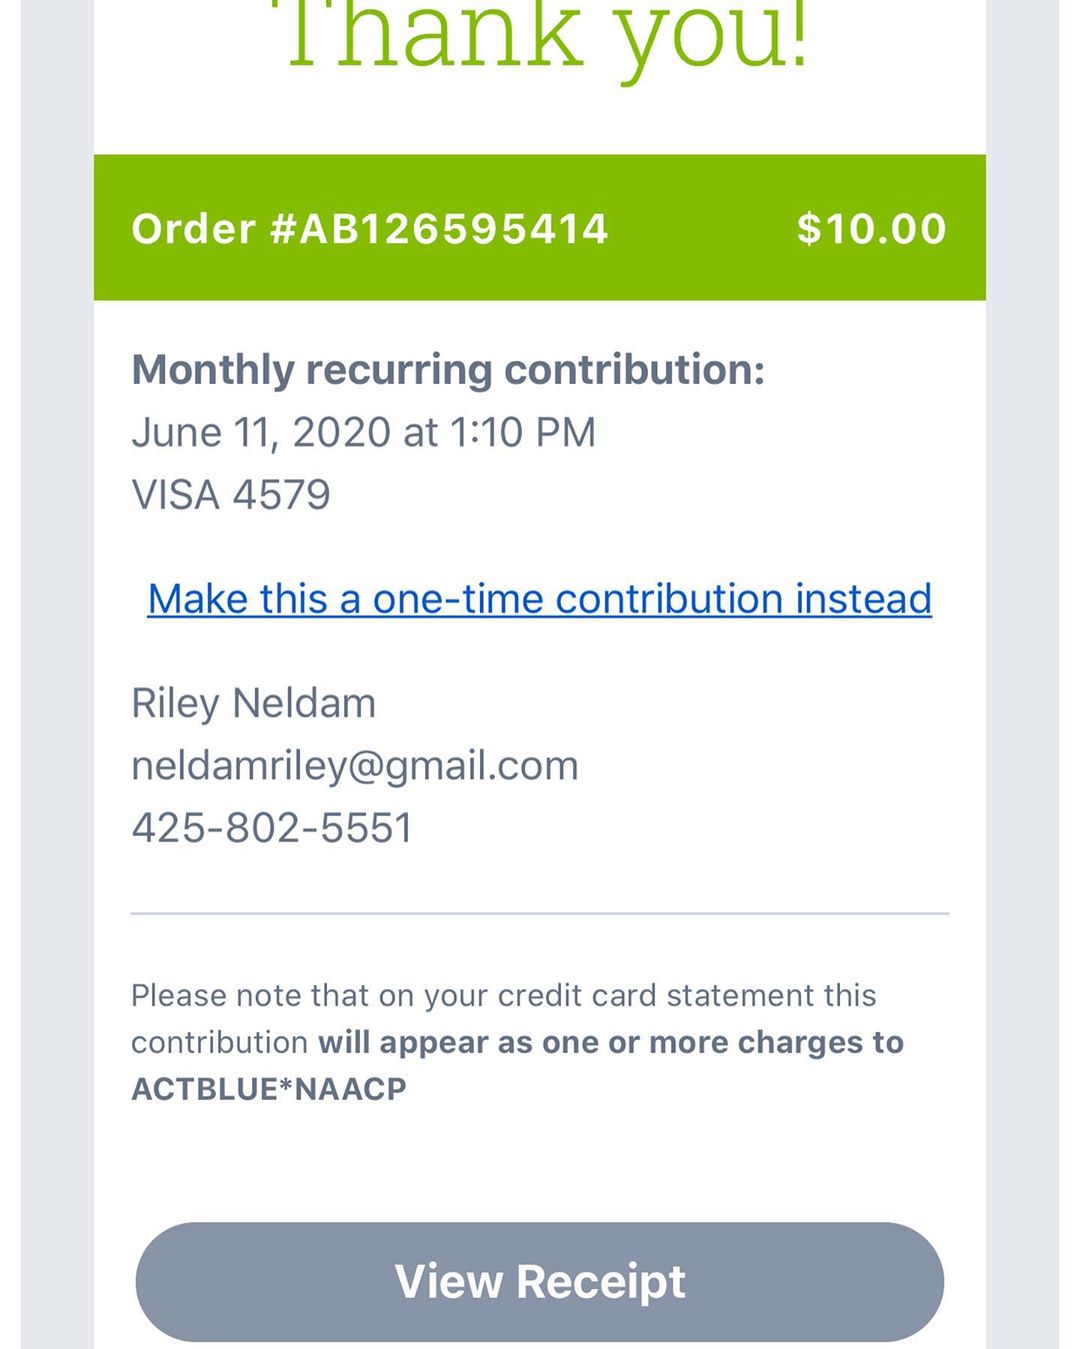 Thank you!
Order #AB126595414 $10.00
Monthly recurring contribution:
June 11, 2020 at 1:10 PM
VISA 4579
Make this a one-time contribution instead
Riley Neldam
neldamriley@gmail.com
425-802-5551
Please note that on your credit card statement this
contribution will appear as one or more charges to
ACTBLUE*NAACP
View Receipt